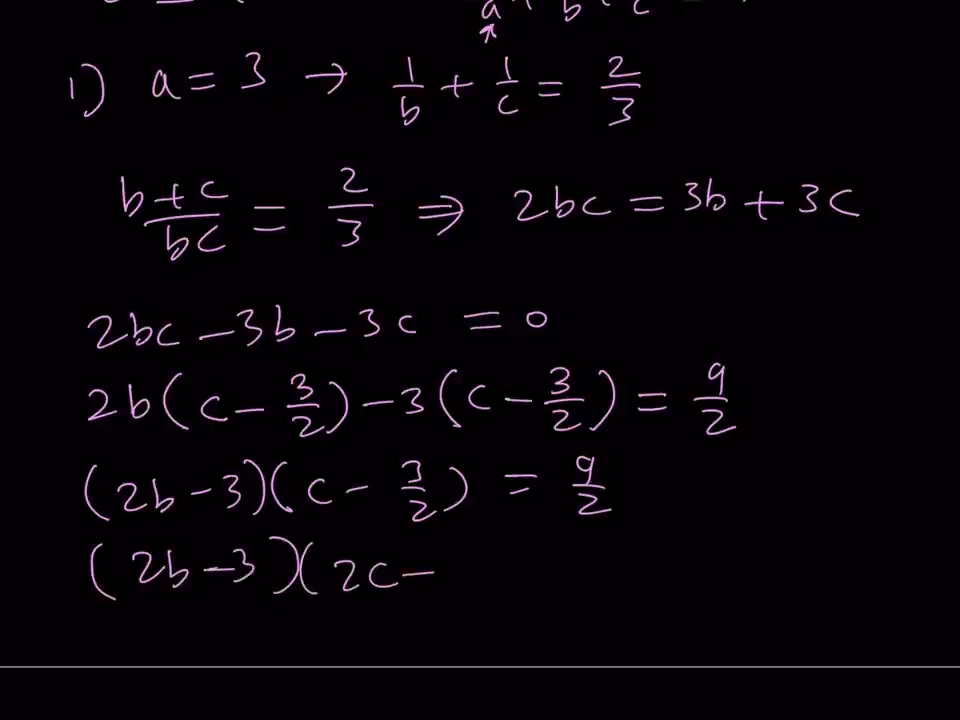 a b c
1) a = 3 → 1/b + 1/c = 2/3
b+c/bc = 2/3 ⇒ 2bc = 3b + 3c
2bc - 3b - 3c = 0
2b(c - 3/2) - 3(c - 3/2) = 9/2
(2b - 3)(c - 3/2) = 9/2
(2b - 3)(2c -